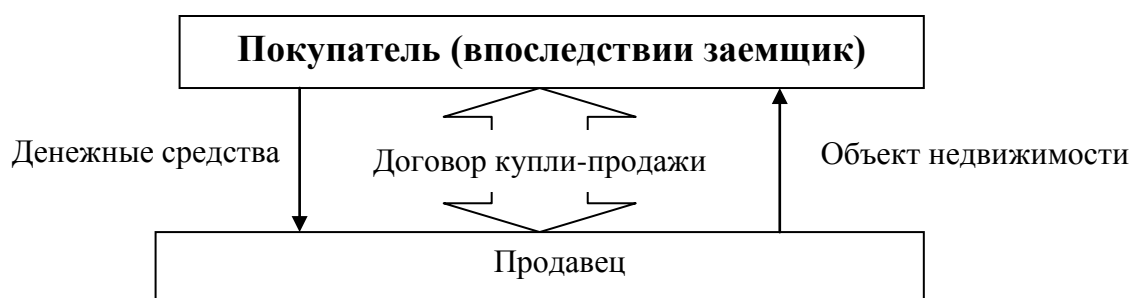 Покупатель (впоследствии заемщик)
Денежные средства
Договор купли-продажи
Объект недвижимости
Продавец